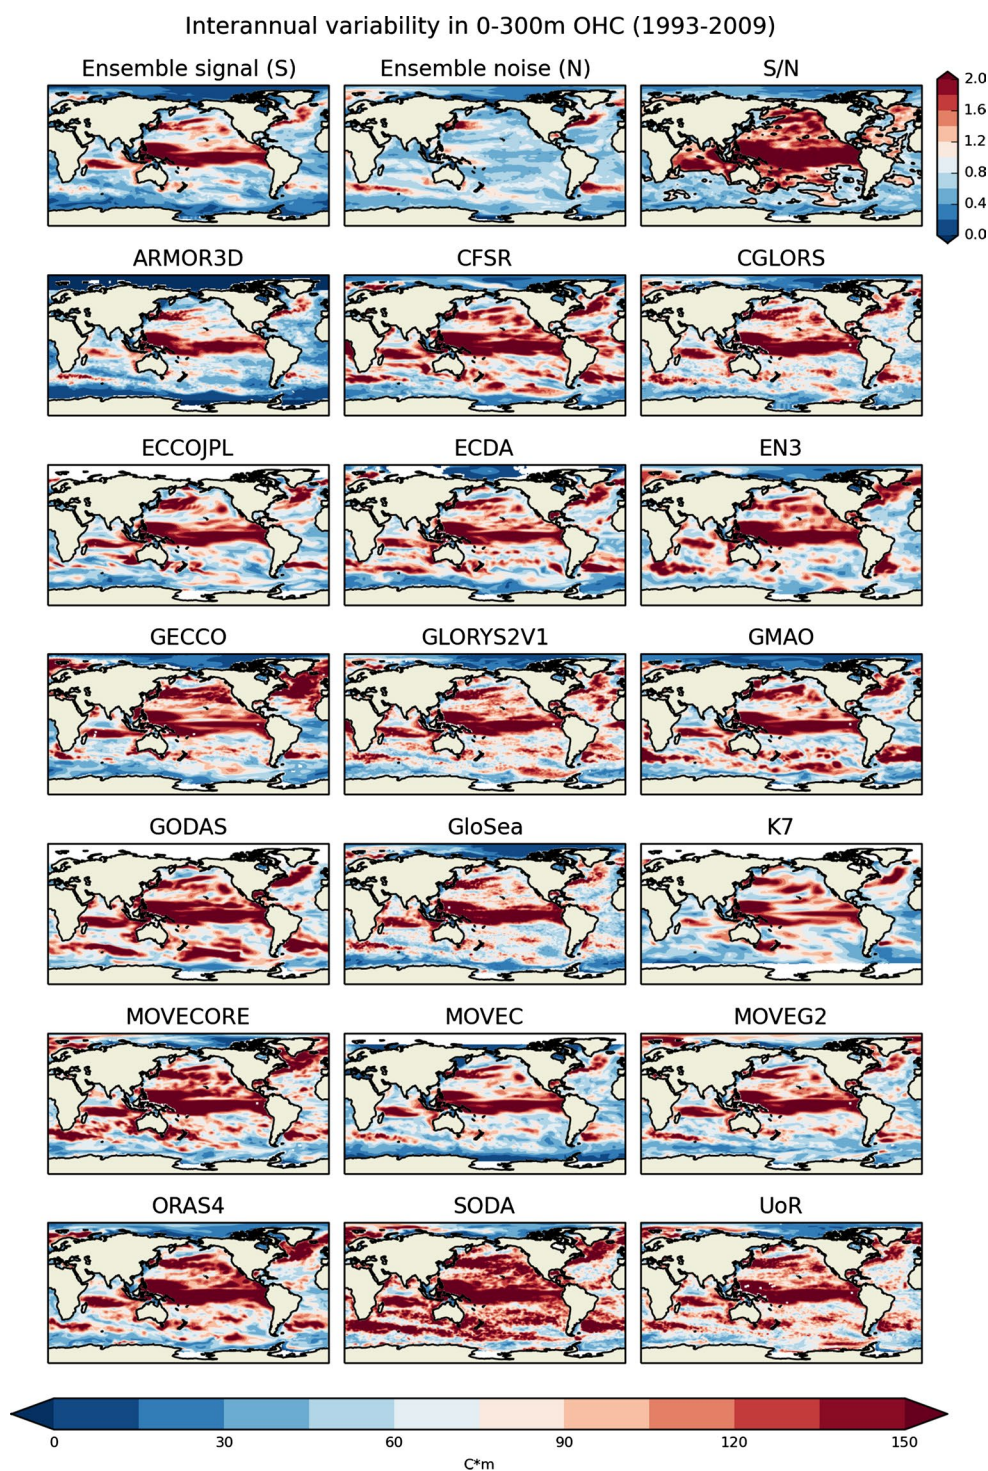 Interannual variability in 0-300m OHC (1993-2009)
Ensemble signal (S) Ensemble noise (N) S/N
2.0
1.6
1.2
0.8
0.4
0.0
ARMOR3D CFSR CGLORS
ECCOJPL ECDA EN3
GECCO GLORYS2V1 GMAO
GODAS GloSea K7
MOVECORE MOVEC MOVEG2
ORAS4 SODA UoR
0 30 60 90 120 150
C*m